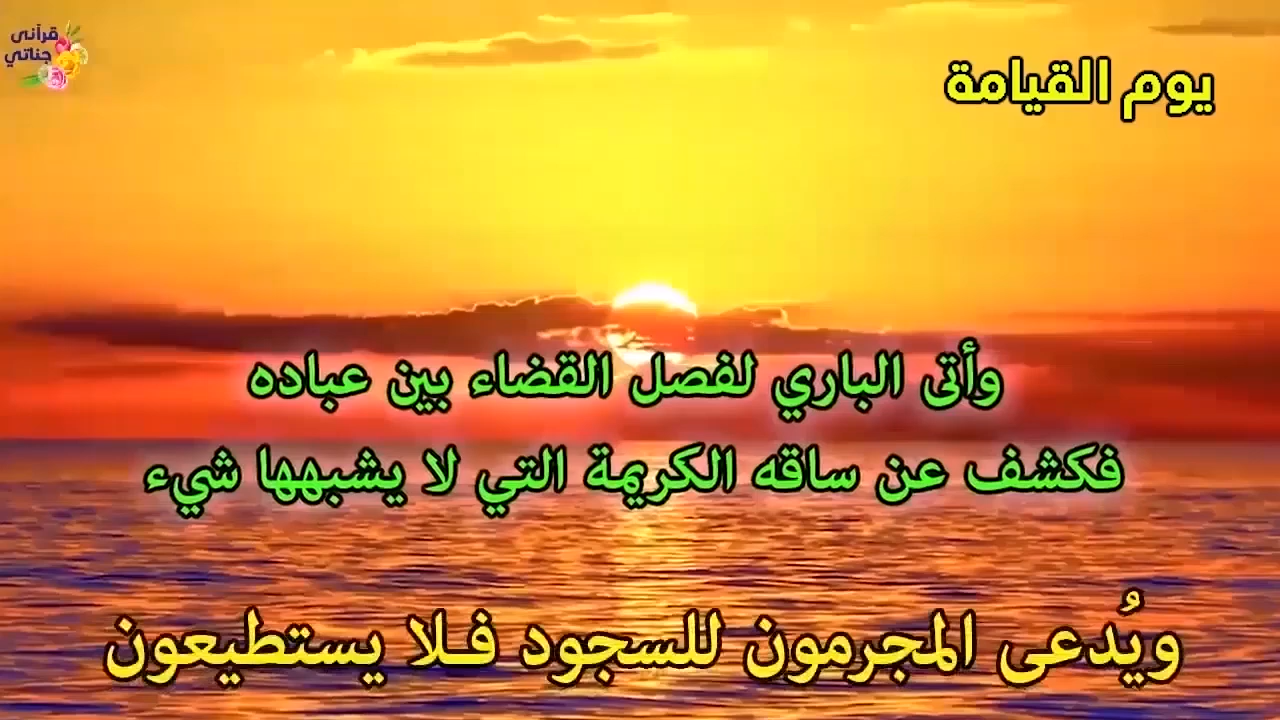 قرآنى
جناتي
يوم القيامة
وأتى الباري لفصل القضاء بين عباده
فكشف عن ساقه الكريمة التي لا يشبهها شيء
ويُدعى المجرمون للسجود فلا يستطيعون